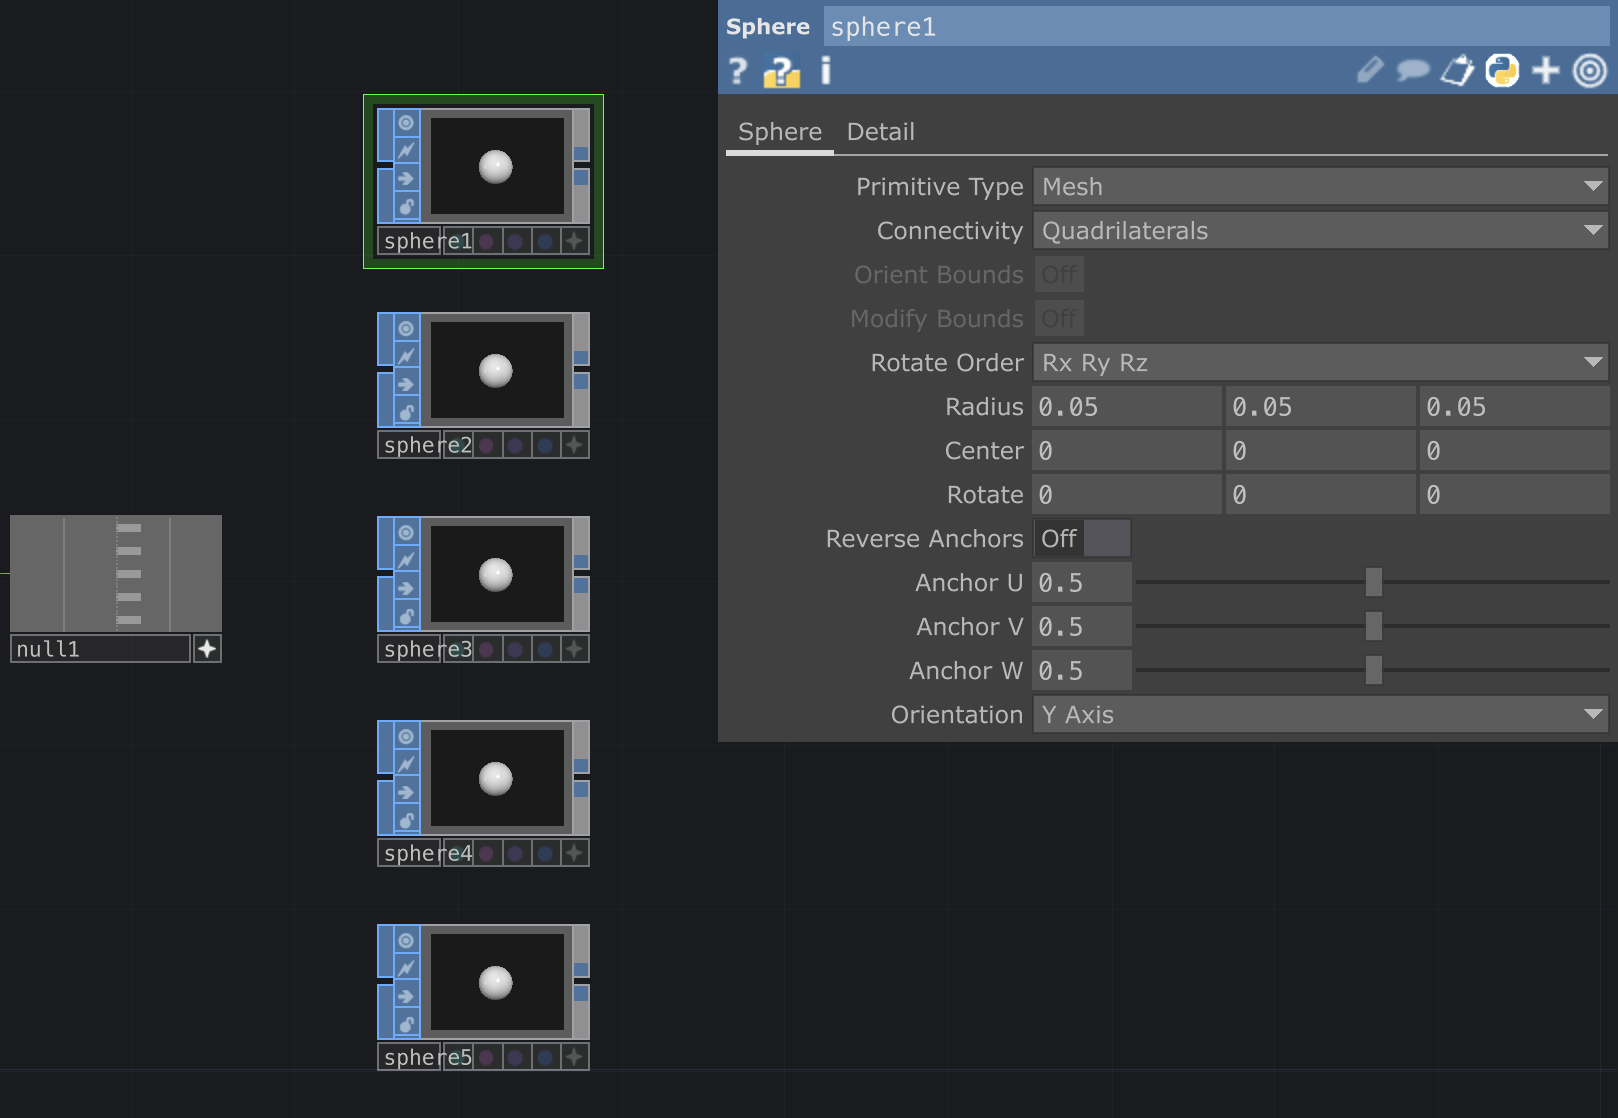 Sphere sphere1
? ? i
Sphere Detail
Primitive Type Mesh
Connectivity Quadrilaterals
Orient Bounds Off
Modify Bounds Off
Rotate Order Rx Ry Rz
Radius 0.05 0.05 0.05
Center 0 0 0
Rotate 0 0 0
Reverse Anchors Off
Anchor U 0.5
Anchor V 0.5
Anchor W 0.5
Orientation Y Axis
sphere1
sphere2
sphere3
null1
sphere4
sphere5